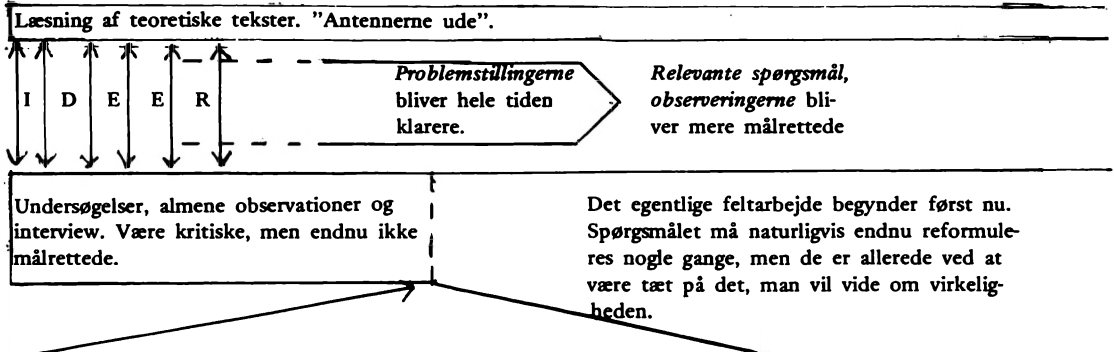 Læsning af teoretiske tekster. ”Antennerne ude”.
I D E E R
Problemstillingerne
bliver hele tiden
klarere.
Relevante spørgsmål,
observeringerne bli-
ver mere målrettede
Undersøgelser, almene observationer og
interview. Være kritiske, men endnu ikke
målrettede.
Det egentlige feltarbejde begynder først nu.
Spørgsmålet må naturligvis endnu reformule-
res nogle gange, men de er allerede ved at
være tæt på det, man vil vide om virkelig-
heden.